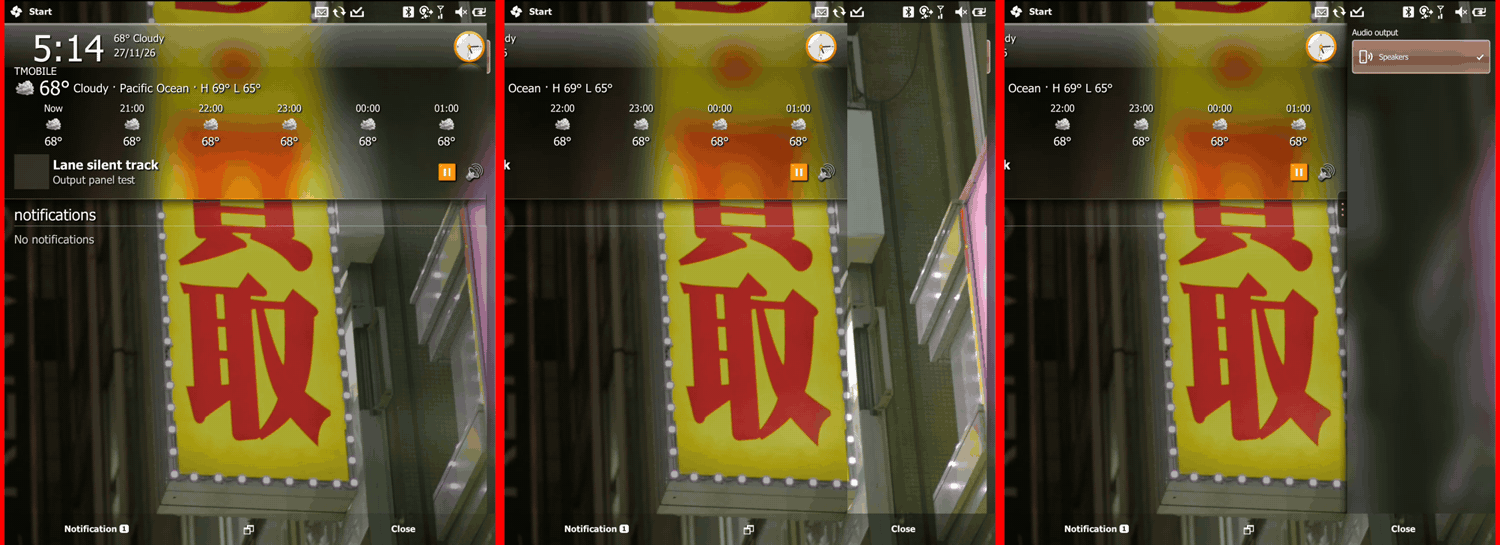 Start
5:14
68° Cloudy
27/11/26
TMOBILE
68° Cloudy · Pacific Ocean · H 69° L 65°
Now 21:00 22:00 23:00 00:00 01:00
68° 68° 68° 68° 68° 68°
Lane silent track
Output panel test
notifications
No notifications
取
Notification 1
Close
Start
dy
Ocean · H 69° L 65°
22:00 23:00 00:00 01:00
68° 68° 68° 68°
k
取
Notification 1
Close
Start
dy
Ocean · H 69° L 65°
22:00 23:00 00:00 01:00
68° 68° 68° 68°
k
Audio output
Speakers
取
Notification 1
Close